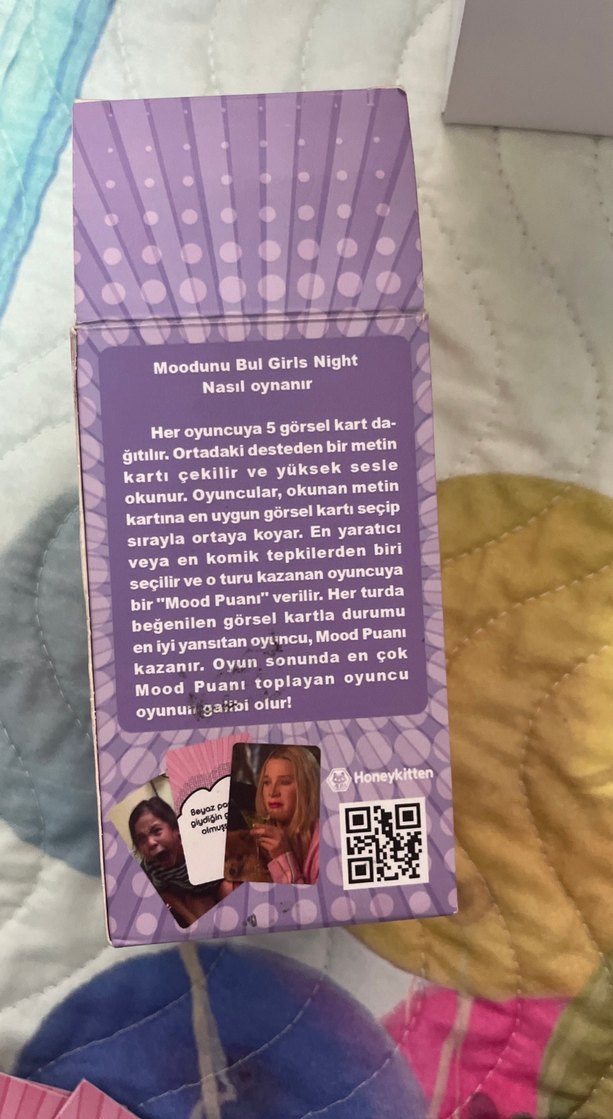 Moodunu Bul Girls Night
Nasıl oynanır
Her oyuncuya 5 görsel kart da-
ğıtılır. Ortadaki desteden bir metin
kartı çekilir ve yüksek sesle
okunur. Oyuncular, okunan metin
kartına en uygun görsel kartı seçip
sırayla ortaya koyar. En yaratıcı
veya en komik tepkilerden biri
seçilir ve o turu kazanan oyuncuya
bir "Mood Puanı" verilir. Her turda
beğenilen görsel kartla durumu
en iyi yansıtan oyuncu, Mood Puanı
kazanır. Oyun sonunda en çok
Mood Puanı toplayan oyuncu
oyunun galibi olur!
Honeykitten
Beyaz
giydiğin